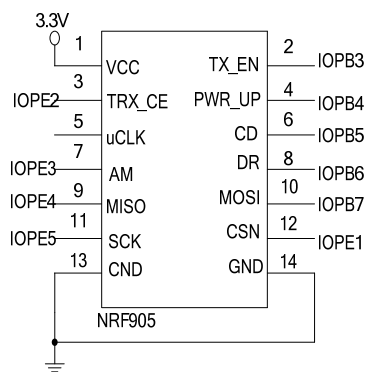 3.3V
1 2
VCC TX_EN IOPB3
3 4
IOPE2 TRX_CE PWR_UP IOPB4
5 6
uCLK CD IOPB5
7 8
IOPE3 AM DR IOPB6
9 10
IOPE4 MISO MOSI IOPB7
11 12
IOPE5 SCK CSN IOPE1
13 14
CND GND
NRF905